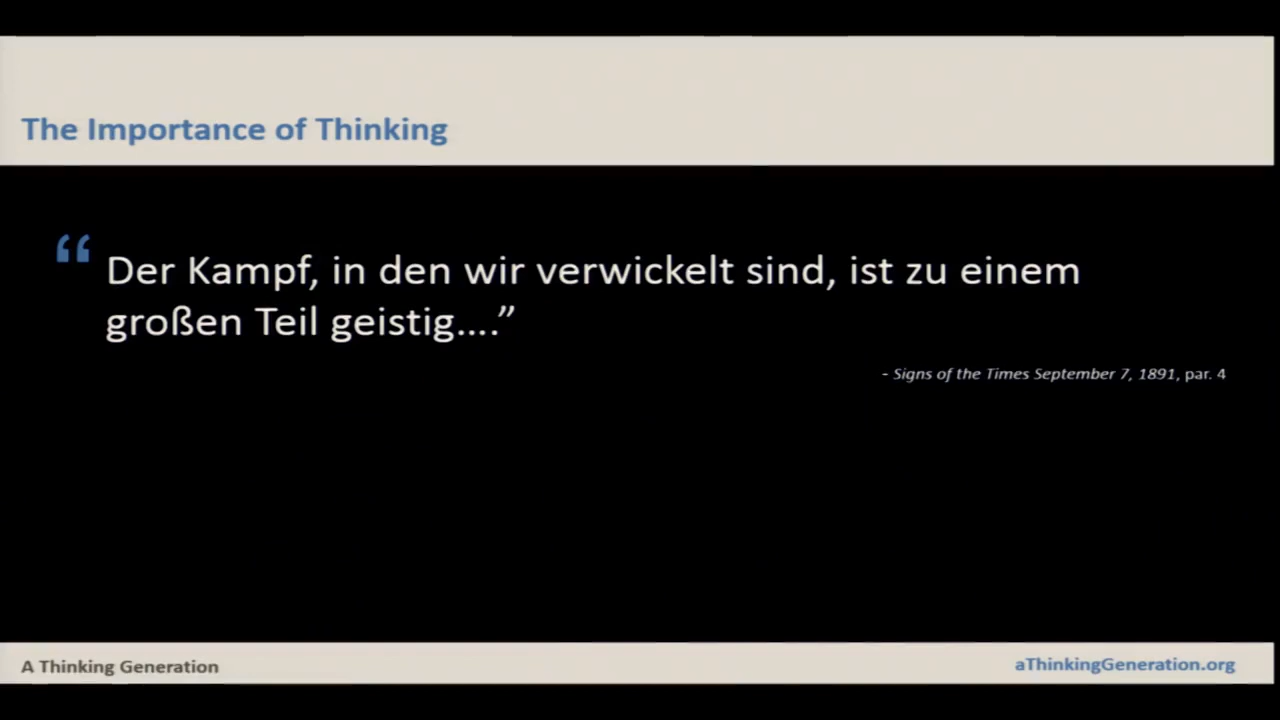 The Importance of Thinking
“Der Kampf, in den wir verwickelt sind, ist zu einem
großen Teil geistig....”
- Signs of the Times September 7, 1891, par. 4
A Thinking Generation
aThinkingGeneration.org